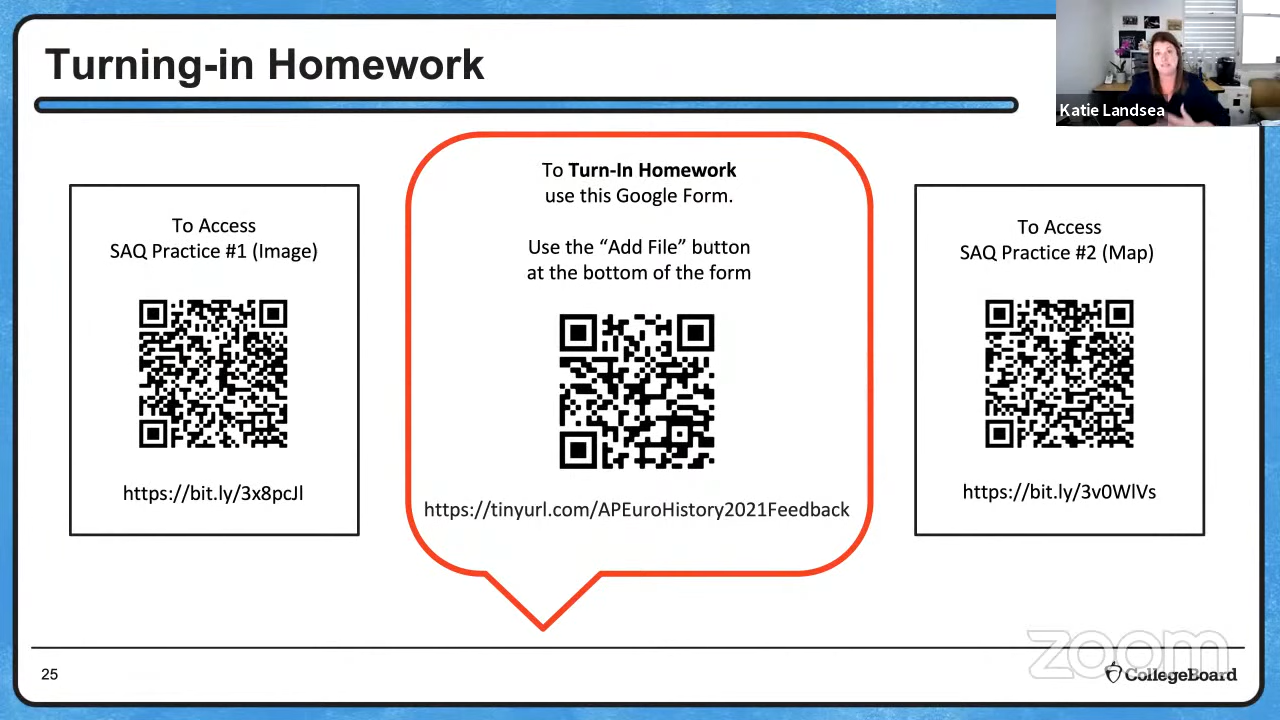 Turning-in Homework
Katie Landsea
To Access
SAQ Practice #1 (Image)
https://bit.ly/3x8pcJl
To Turn-In Homework
use this Google Form.
Use the “Add File” button
at the bottom of the form
https://tinyurl.com/APEuroHistory2021Feedback
To Access
SAQ Practice #2 (Map)
https://bit.ly/3v0WlVs
25
zoom
CollegeBoard